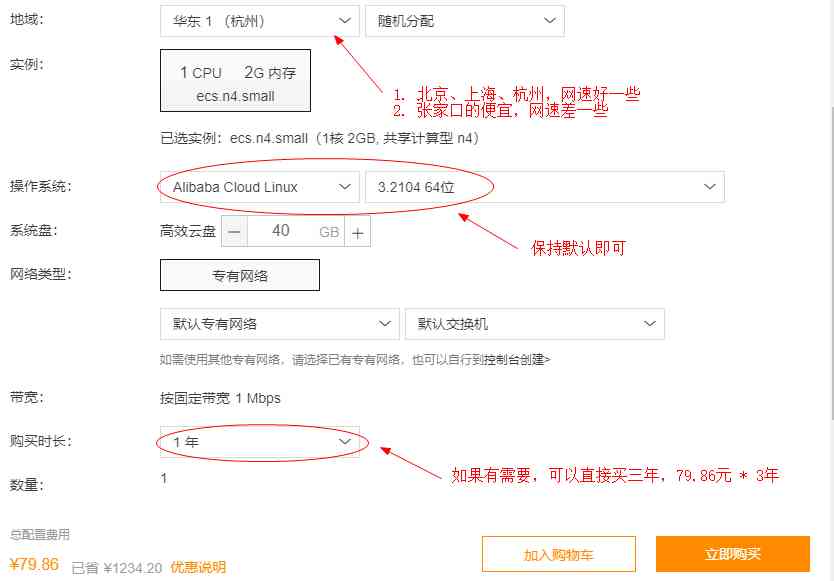 地域： 华东 1 （杭州） 随机分配
实例： 1 CPU 2G 内存
ecs.n4.small
1. 北京、上海、杭州，网速好一些
2. 张家口的便宜，网速差一些
已选实例：ecs.n4.small（1核 2GB, 共享计算型 n4）
操作系统： Alibaba Cloud Linux 3.2104 64位
系统盘： 高效云盘 — 40 GB +
保持默认即可
网络类型： 专有网络
默认专有网络 默认交换机
如需使用其他专有网络，请选择已有专有网络，也可以自行到控制台创建>
带宽： 按固定带宽 1 Mbps
购买时长： 1 年
如果有需要，可以直接买三年，79.86元 * 3年
数量： 1
总配置费用
¥79.86 已省 ¥1234.20 优惠说明
加入购物车 立即购买